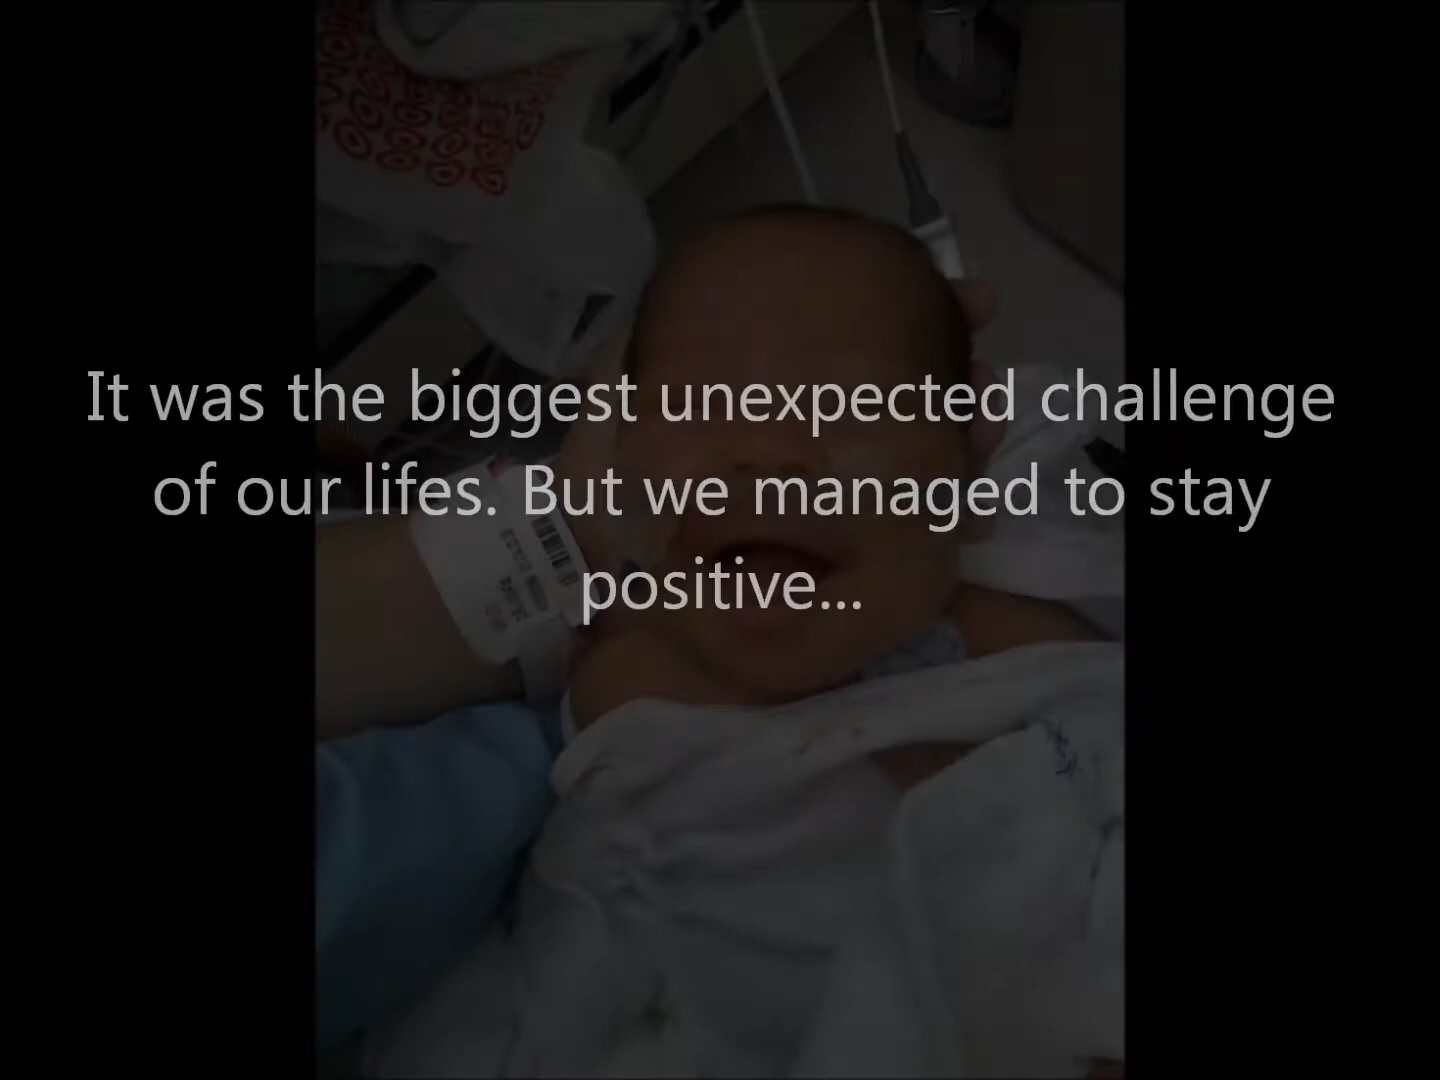 It was the biggest unexpected challenge
of our lifes. But we managed to stay
positive...